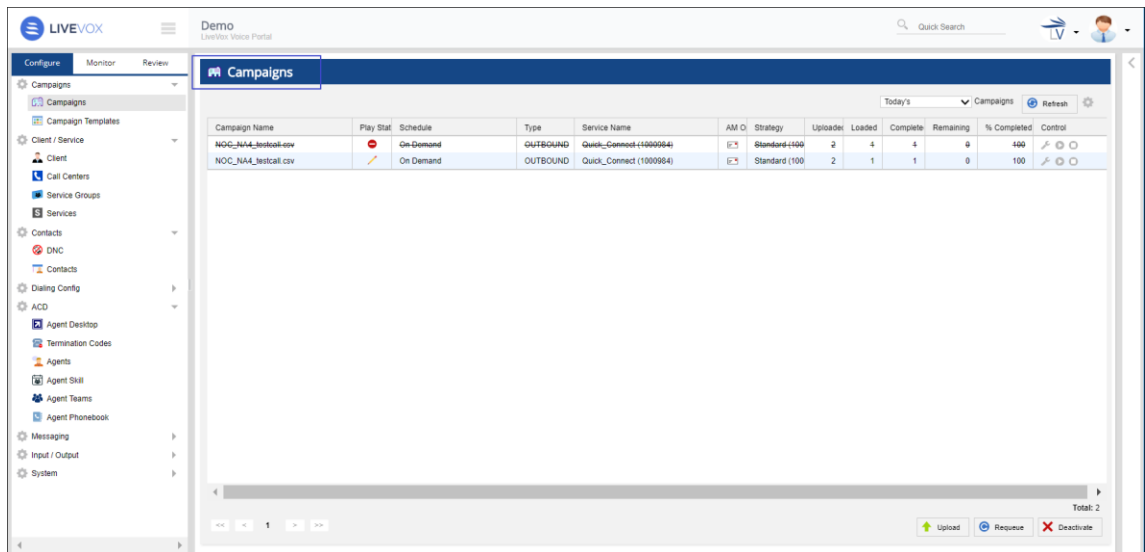 LIVEVOX
Demo
LiveVox Voice Portal
Quick Search
LV
Configure Monitor Review
Campaigns
Campaigns
Campaign Templates
Client / Service
Client
Call Centers
Service Groups
S Services
Contacts
DNC
Contacts
Dialing Config
ACD
Agent Desktop
Termination Codes
Agents
Agent Skill
Agent Teams
Agent Phonebook
Messaging
Input / Output
System
Campaigns
Today's Campaigns Refresh
Campaign Name Play Stat Schedule Type Service Name AM O Strategy Uploaded Loaded Complete Remaining % Completed Control
NOC_NA4_testcall.csv On Demand OUTBOUND Quick_Connect (1000984) Standard (100 2 4 4 0 100
NOC_NA4_testcall.csv On Demand OUTBOUND Quick_Connect (1000984) Standard (100 2 1 1 0 100
Total: 2
<< < 1 > >>
Upload Requeue Deactivate